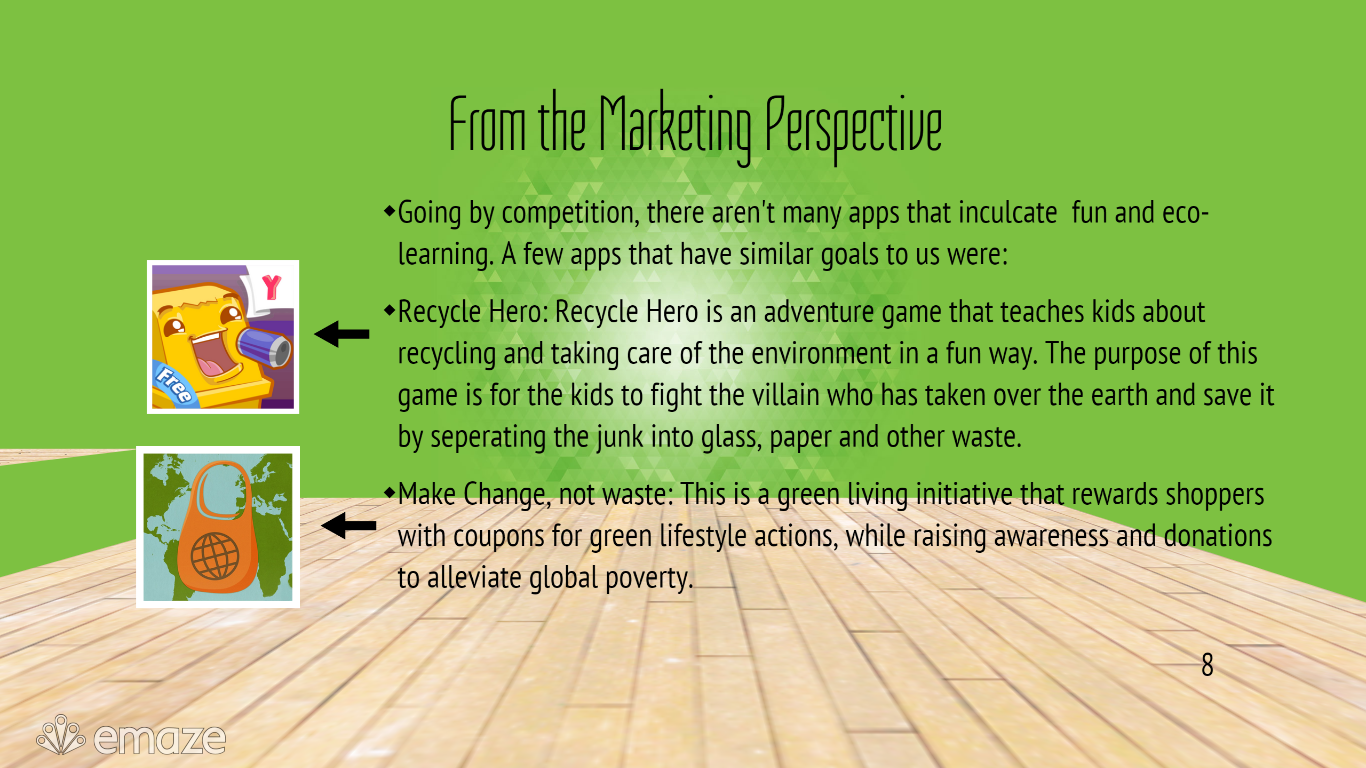 From the Marketing Perspective
◆Going by competition, there aren't many apps that inculcate  fun and eco-
learning. A few apps that have similar goals to us were:
◆Recycle Hero: Recycle Hero is an adventure game that teaches kids about
recycling and taking care of the environment in a fun way. The purpose of this
game is for the kids to fight the villain who has taken over the earth and save it
by seperating the junk into glass, paper and other waste.
Y
Free
◆Make Change, not waste: This is a green living initiative that rewards shoppers
with coupons for green lifestyle actions, while raising awareness and donations
to alleviate global poverty.
8
emaze